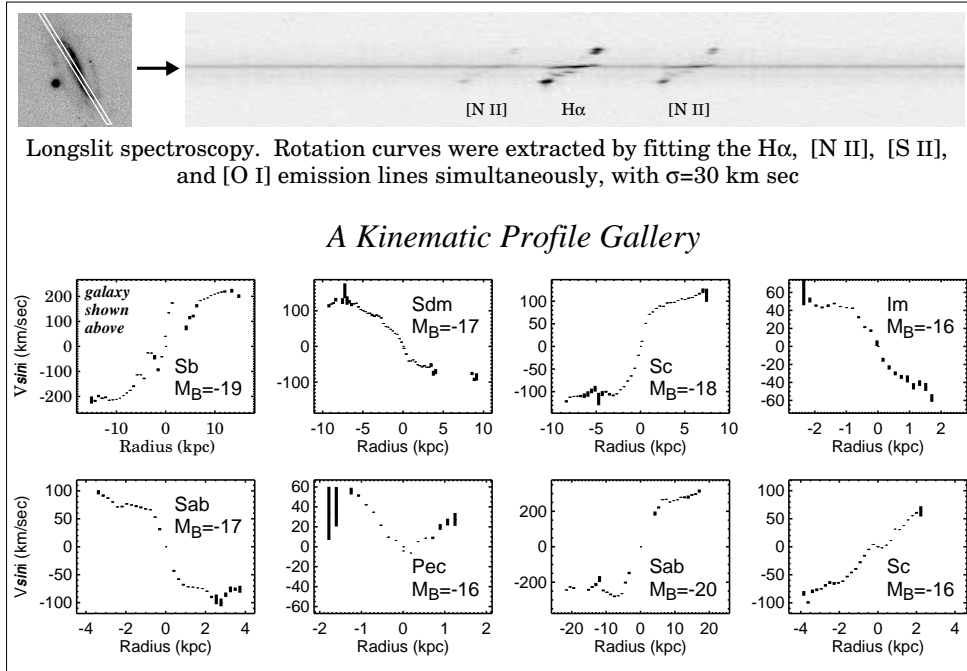 [N II]
Hα
[N II]
Longslit spectroscopy. Rotation curves were extracted by fitting the Hα, [N II], [S II],
and [O I] emission lines simultaneously, with σ=30 km sec
A Kinematic Profile Gallery
Vsini (km/sec)
200
100
0
-100
-200
galaxy
shown
above
Sb
M_B=-19
-10
0
10
Radius (kpc)
100
0
-100
Sdm
M_B=-17
-10
-5
0
5
10
Radius (kpc)
100
50
0
-50
-100
Sc
M_B=-18
-10
-5
0
5
10
Radius (kpc)
60
40
20
0
-20
-40
-60
Im
M_B=-16
-2
-1
0
1
2
Radius (kpc)
Vsini (km/sec)
100
50
0
-50
-100
Sab
M_B=-17
-4
-2
0
2
4
Radius (kpc)
60
40
20
0
-20
-40
-60
Pec
M_B=-16
-2
-1
0
1
2
Radius (kpc)
200
0
-200
Sab
M_B=-20
-20
-10
0
10
20
Radius (kpc)
100
50
0
-50
-100
Sc
M_B=-16
-4
-2
0
2
4
Radius (kpc)